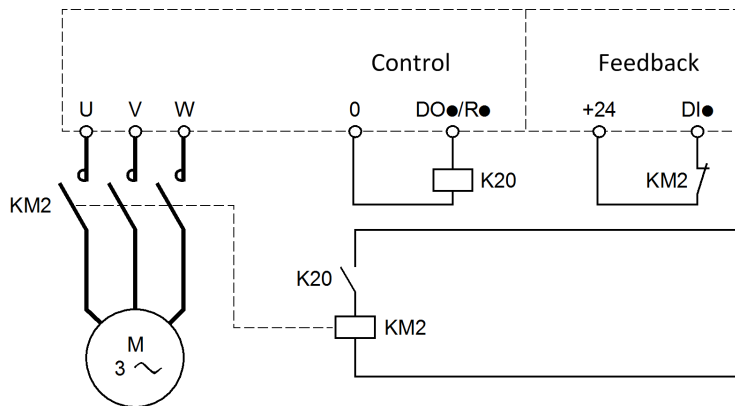 Control
Feedback
U
V
W
0
DO●/R●
+24
DI●
K20
KM2
KM2
K20
KM2
M
3